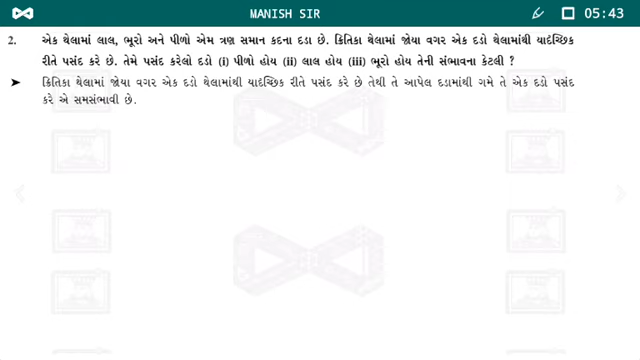 MANISH SIR
05:43
2. એક થેલામાં લાલ, ભૂરો અને પીળો એમ ત્રણ સમાન કદના દડા છે. ક્રિતિકા થેલામાં જોયા વગર એક દડો થેલામાંથી યાદચ્છિક
રીતે પસંદ કરે છે. તેમે પસંદ કરેલો દડો (i) પીળો હોય (ii) લાલ હોય (iii) ભૂરો હોય તેની સંભાવના કેટલી ?
➤ ક્રિતિકા થેલામાં જોયા વગર એક દડો થેલામાંથી યાદચ્છિક રીતે પસંદ કરે છે તેથી તે આપેલ દડામાંથી ગમે તે એક દડો પસંદ
કરે એ સમસંભાવી છે.